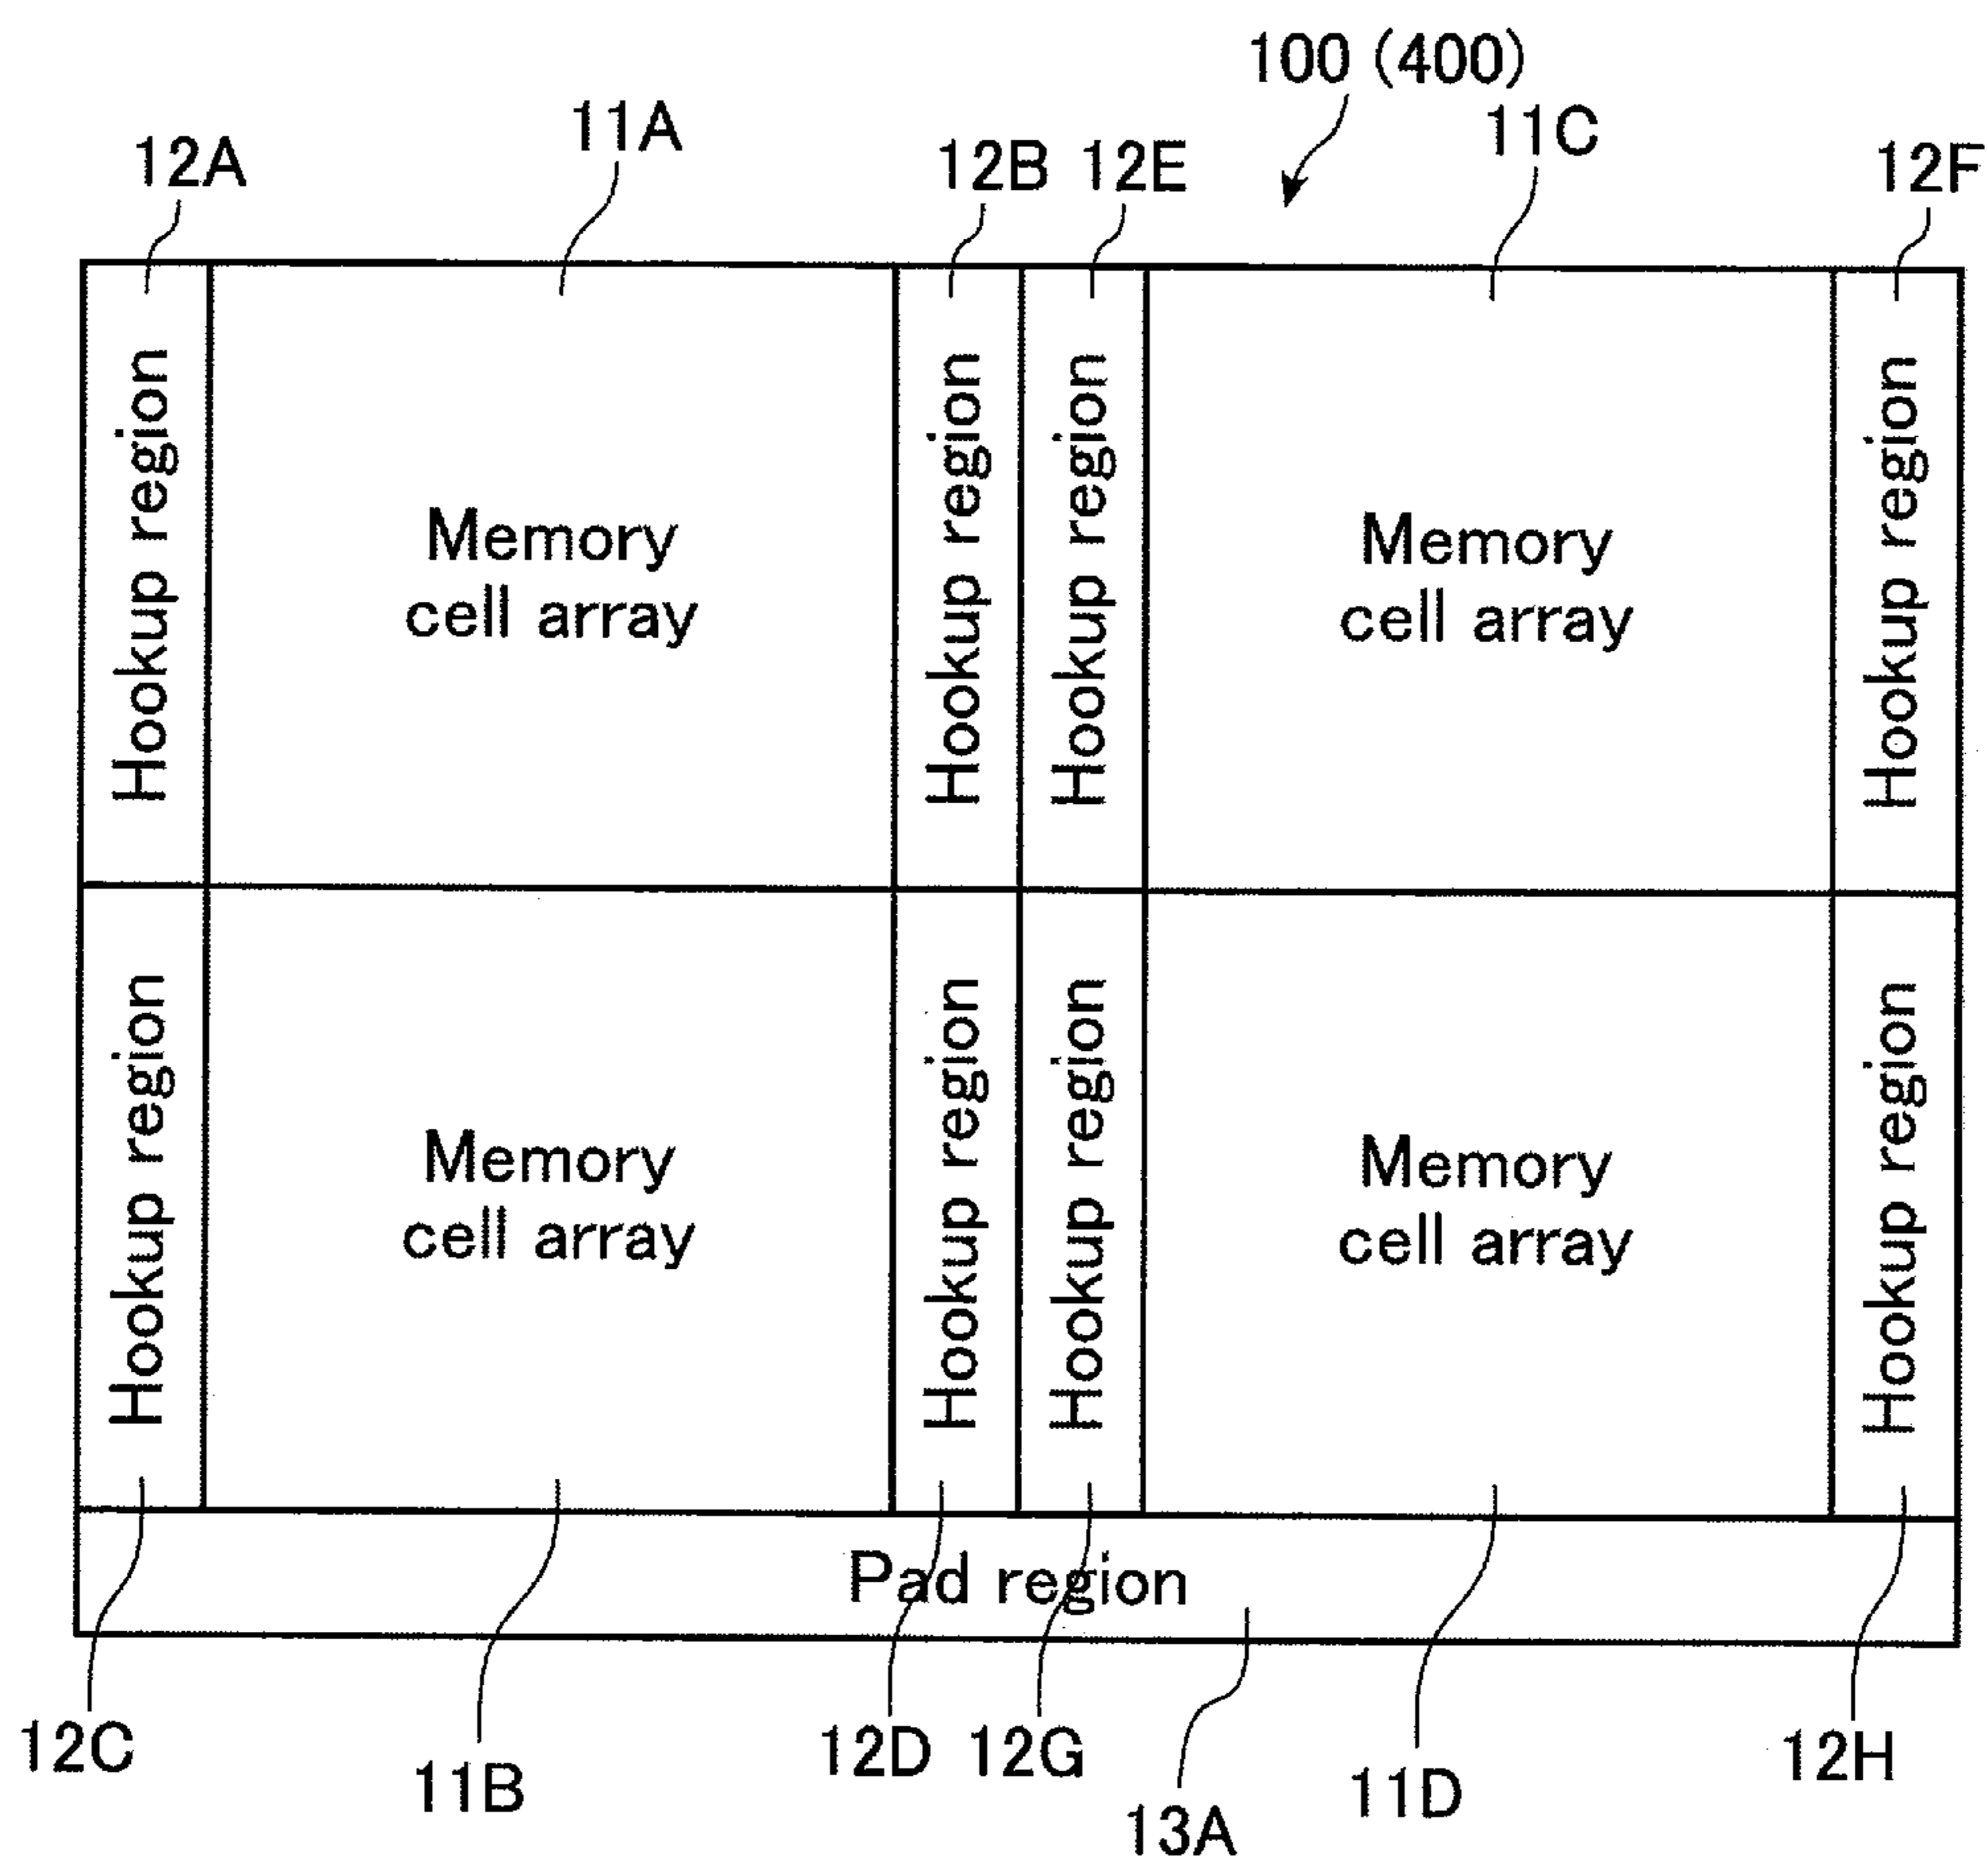 100 (400)
12A
11A
12B
12E
11C
12F
Hookup region
Memory
cell array
Hookup region
Hookup region
Memory
cell array
Hookup region
Hookup region
Memory
cell array
Hookup region
Hookup region
Memory
cell array
Hookup region
Pad region
12C
11B
12D
12G
13A
11D
12H